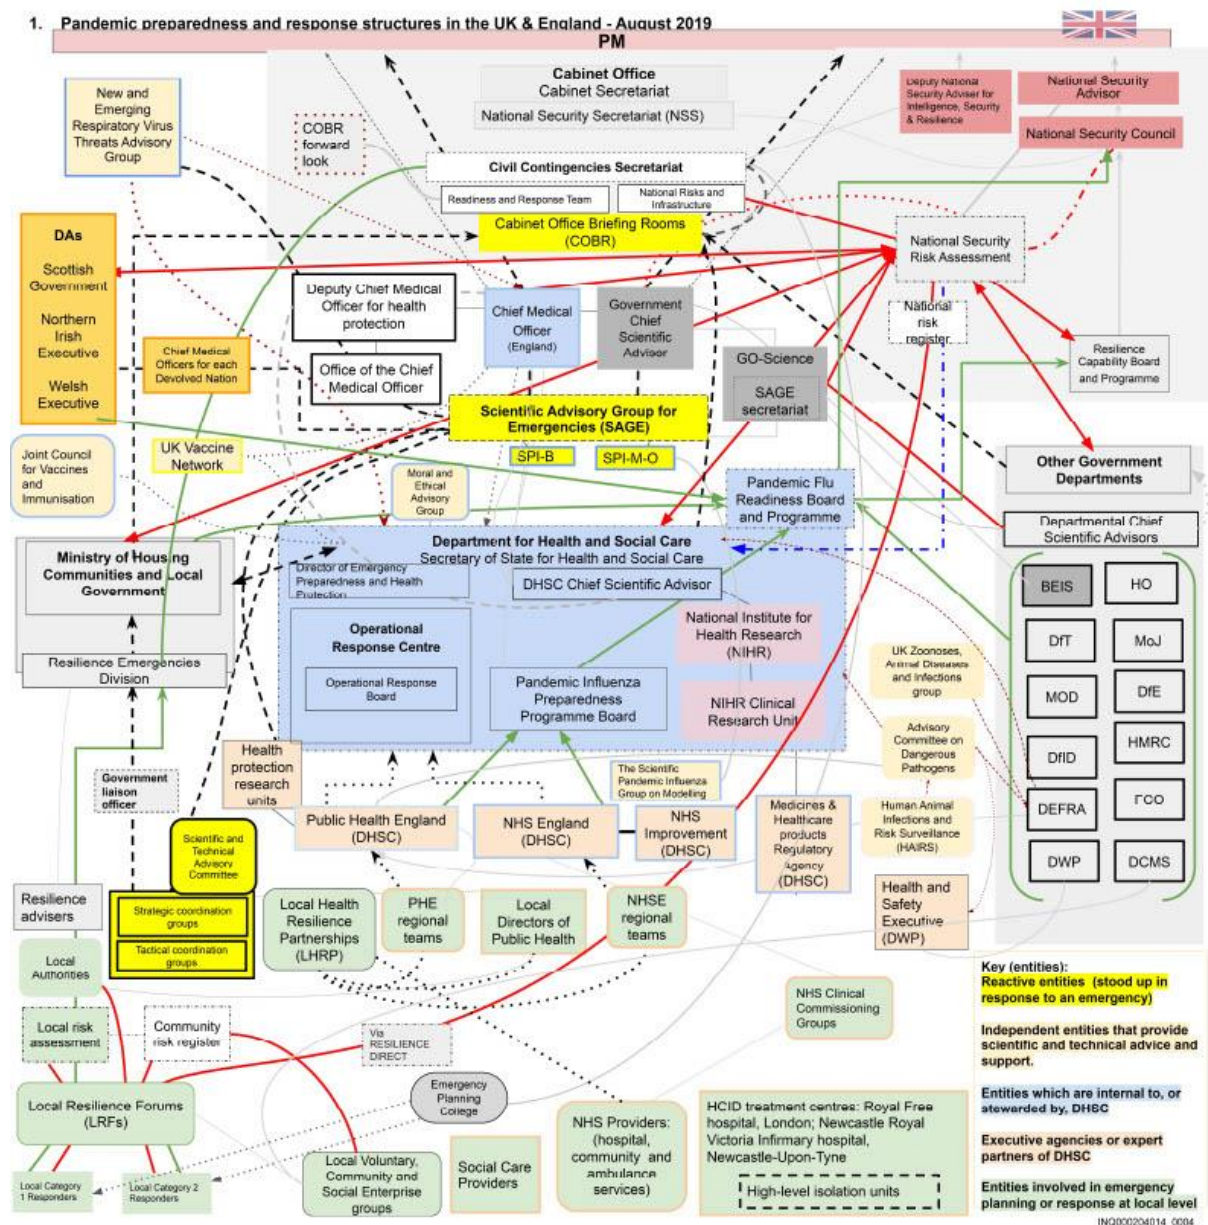 1. Pandemic preparedness and response structures in the UK & England - August 2019
PM
Cabinet Office
Cabinet Secretariat
National Security Secretariat (NSS)
Deputy National
Security Adviser for
Intelligence, Security
& Resilience
National Security
Advisor
National Security Council
New and
Emerging
Respiratory Virus
Threats Advisory
Group
COBR
forward
look
Civil Contingencies Secretariat
Readiness and Response Team
National Risks and
Infrastructure
Cabinet Office Briefing Rooms
(COBR)
National Security
Risk Assessment
DAs
Scottish
Government
Northern
Irish
Executive
Welsh
Executive
Deputy Chief Medical
Officer for health
protection
Office of the Chief
Medical Officer
Chief Medical
Officer
(England)
Government
Chief
Scientific
Adviser
National
risk
register
Resilience
Capability Board
and Programme
Chief Medical
Officers for each
Devolved Nation
GO-Science
SAGE
secretariat
Scientific Advisory Group for
Emergencies (SAGE)
SPI-B
SPI-M-O
Joint Council
for Vaccines
and
Immunisation
UK Vaccine
Network
Moral and
Ethical
Advisory
Group
Pandemic Flu
Readiness Board
and Programme
Other Government
Departments
Departmental Chief
Scientific Advisors
Ministry of Housing
Communities and Local
Government
Resilience Emergencies
Division
Department for Health and Social Care
Secretary of State for Health and Social Care
Director of Emergency
Preparedness and Health
Protection
DHSC Chief Scientific Advisor
Operational
Response Centre
Operational Response
Board
Pandemic Influenza
Preparedness
Programme Board
National Institute for
Health Research
(NIHR)
NIHR Clinical
Research Unit
BEIS
HO
DfT
MoJ
MOD
DfE
DfID
HMRC
DEFRA
FCO
DWP
DCMS
UK Zoonoses,
Animal Diseases
and Infections
group
Advisory
Committee on
Dangerous
Pathogens
Human Animal
Infections and
Risk Surveillance
(HAIRS)
Health and
Safety
Executive
(DWP)
Government
liaison
officer
Health
protection
research
units
Public Health England
(DHSC)
NHS England
(DHSC)
The Scientific
Pandemic Influenza
Group on Modelling
NHS
Improvement
(DHSC)
Medicines &
Healthcare
products
Regulatory
Agency
(DHSC)
Scientific and
Technical
Advisory
Committee
Strategic coordination
groups
Tactical coordination
groups
Resilience
advisers
Local
Authorities
Local Health
Resilience
Partnerships
(LHRP)
PHE
regional
teams
Local
Directors of
Public Health
NHSE
regional
teams
NHS Clinical
Commissioning
Groups
Local risk
assessment
Community
risk register
Via
RESILIENCE
DIRECT
Local Resilience Forums
(LRFs)
Emergency
Planning
College
Local Category
1 Responders
Local Category 2
Responders
Local Voluntary,
Community and
Social Enterprise
groups
Social Care
Providers
NHS Providers:
(hospital,
community and
ambulance
services)
HCID treatment centres: Royal Free
hospital, London; Newcastle Royal
Victoria Infirmary hospital,
Newcastle-Upon-Tyne
High-level isolation units
Key (entities):
Reactive entities (stood up in
response to an emergency)
Independent entities that provide
scientific and technical advice and
support.
Entities which are internal to, or
stewarded by, DHSC
Executive agencies or expert
partners of DHSC
Entities involved in emergency
planning or response at local level
INQ000204014_0004